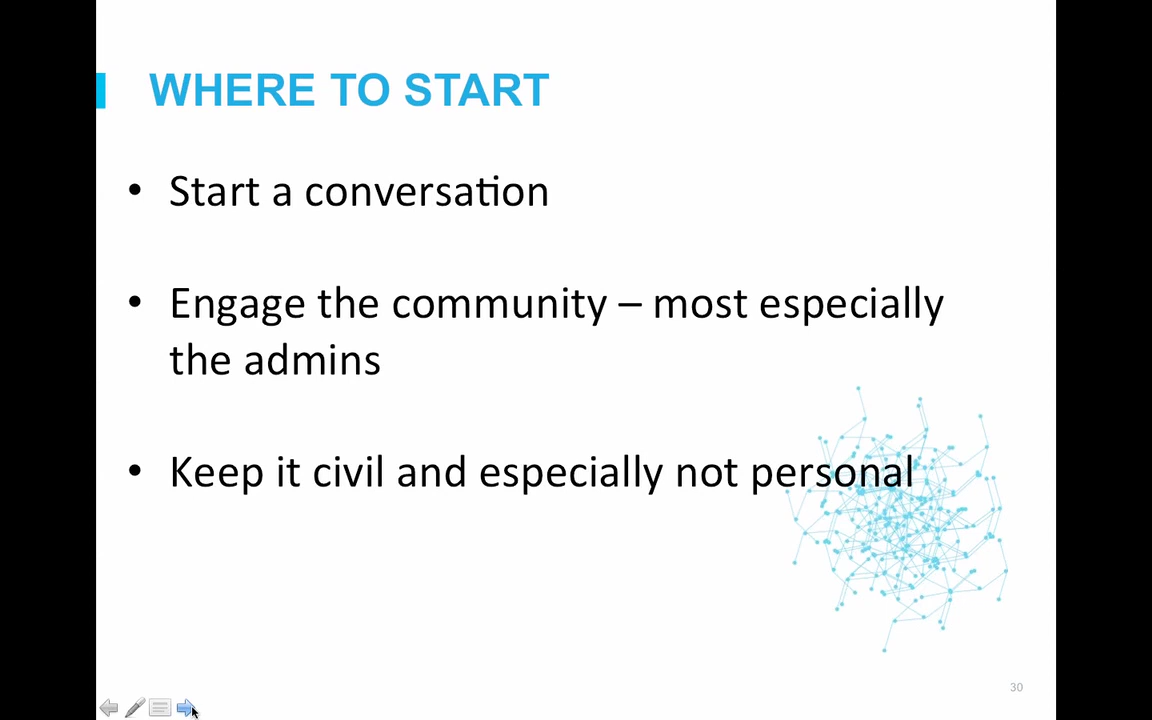 WHERE TO START
• Start a conversation
• Engage the community – most especially
the admins
• Keep it civil and especially not personal
30